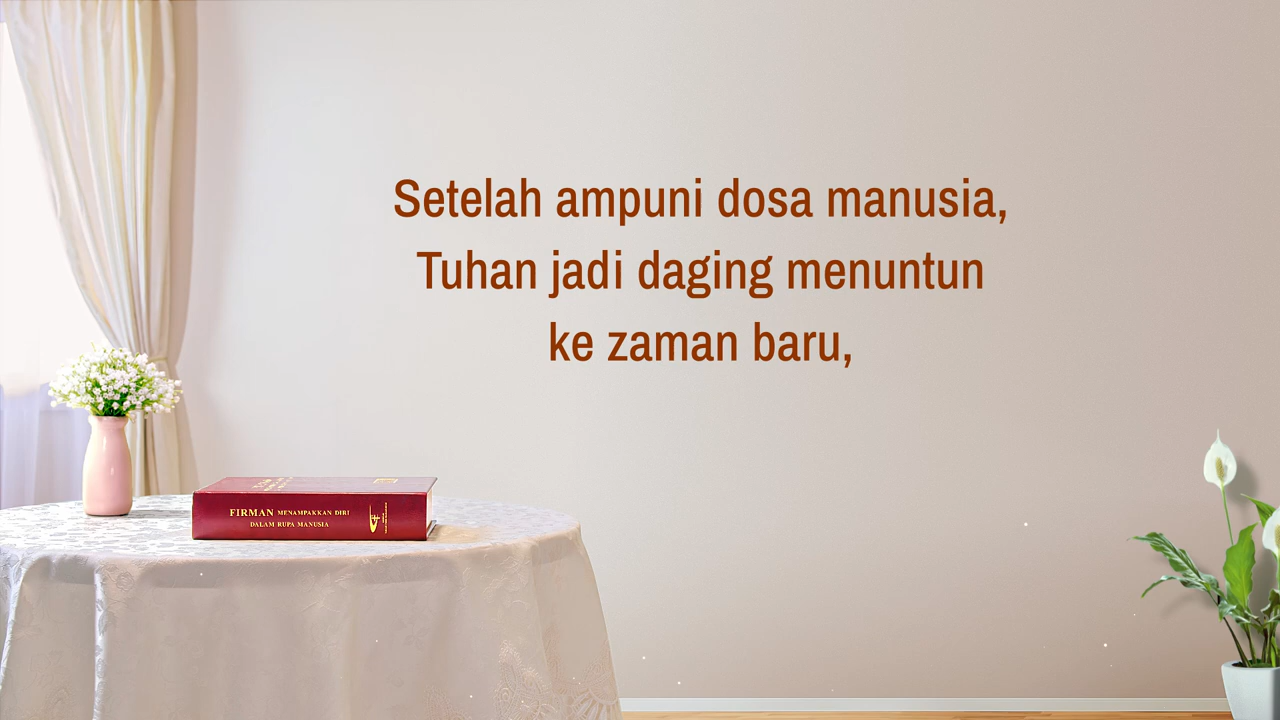 Setelah ampuni dosa manusia,
Tuhan jadi daging menuntun
ke zaman baru,
FIRMAN MENAMPAKKAN DIRI
DALAM RUPA MANUSIA